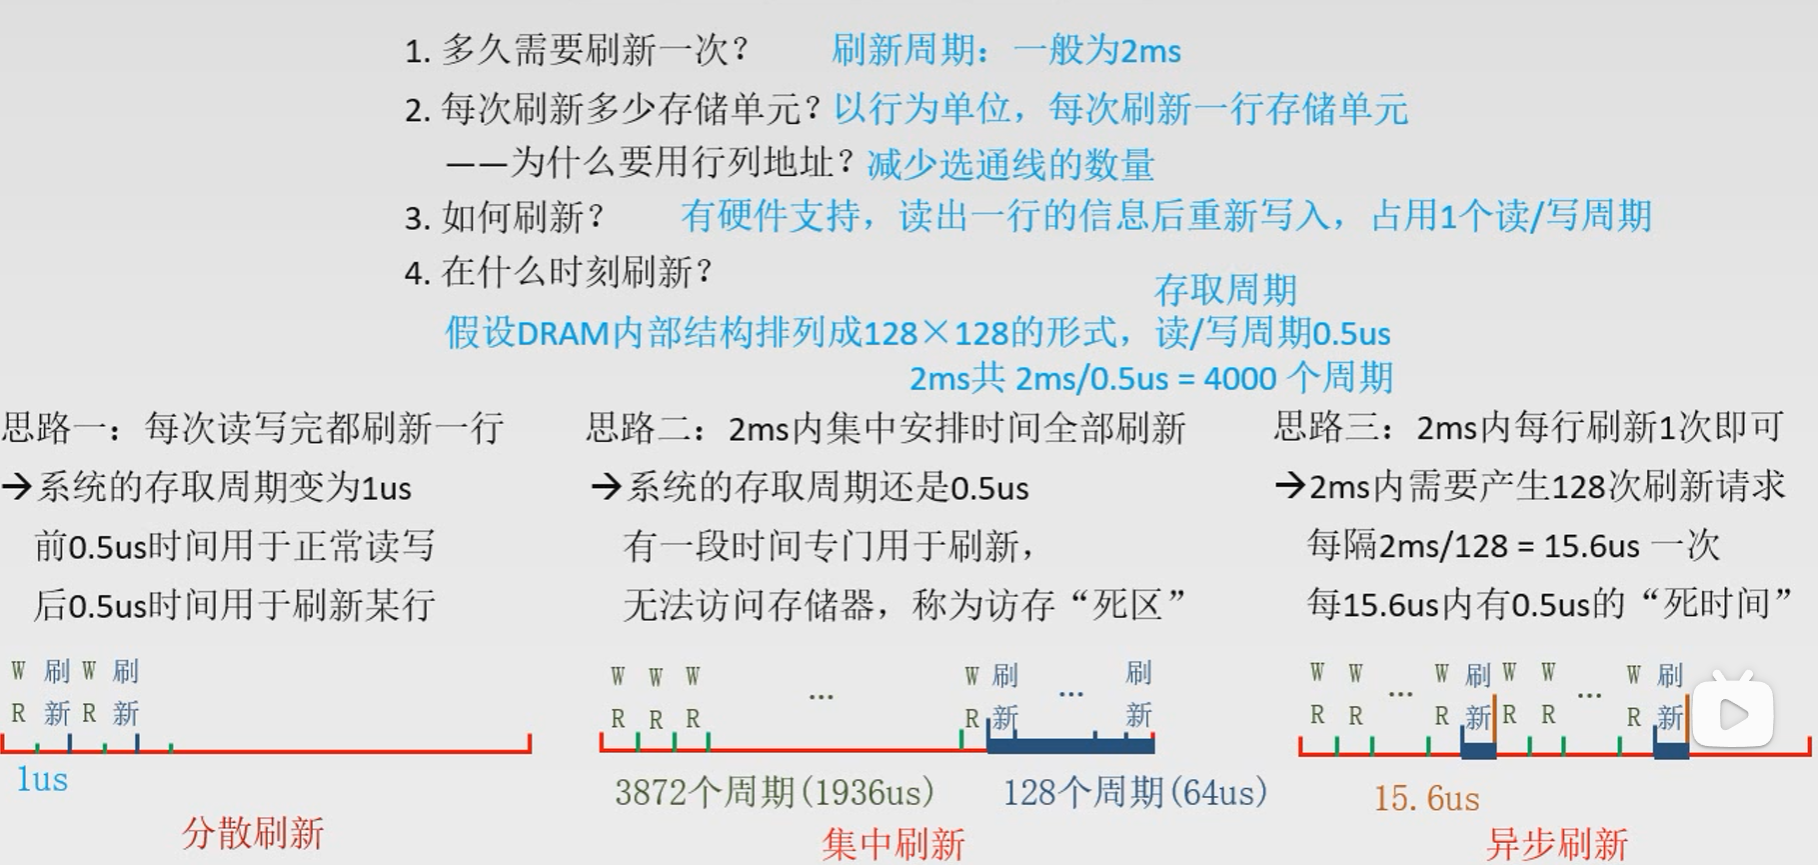 1. 多久需要刷新一次？ 刷新周期：一般为2ms
2. 每次刷新多少存储单元？以行为单位，每次刷新一行存储单元
——为什么要用行列地址？减少选通线的数量
3. 如何刷新？ 有硬件支持，读出一行的信息后重新写入，占用1个读/写周期
4. 在什么时刻刷新？
存取周期
假设DRAM内部结构排列成128×128的形式，读/写周期0.5us
2ms共 2ms/0.5us = 4000 个周期
思路一：每次读写完都刷新一行
→系统的存取周期变为1us
前0.5us时间用于正常读写
后0.5us时间用于刷新某行
W 刷 W 刷
R 新 R 新
1us
分散刷新
思路二：2ms内集中安排时间全部刷新
→系统的存取周期还是0.5us
有一段时间专门用于刷新，
无法访问存储器，称为访存“死区”
W W W ... W 刷 ... 刷
R R R R 新 新
3872个周期(1936us) 128个周期(64us)
集中刷新
思路三：2ms内每行刷新1次即可
→2ms内需要产生128次刷新请求
每隔2ms/128 = 15.6us 一次
每15.6us内有0.5us的“死时间”
W W ... W 刷 W W ... W 刷
R R R 新 R R R 新
15.6us
异步刷新